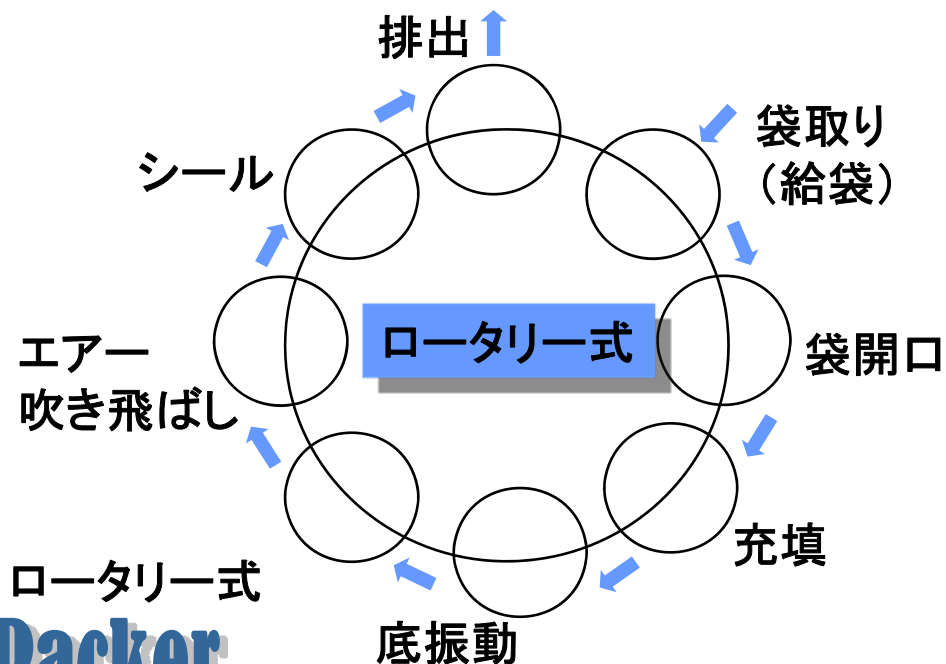 排出
袋取り
（給袋）
シール
ロータリー式
エアー
吹き飛ばし
袋開口
充填
ロータリー式
底振動
Dacker